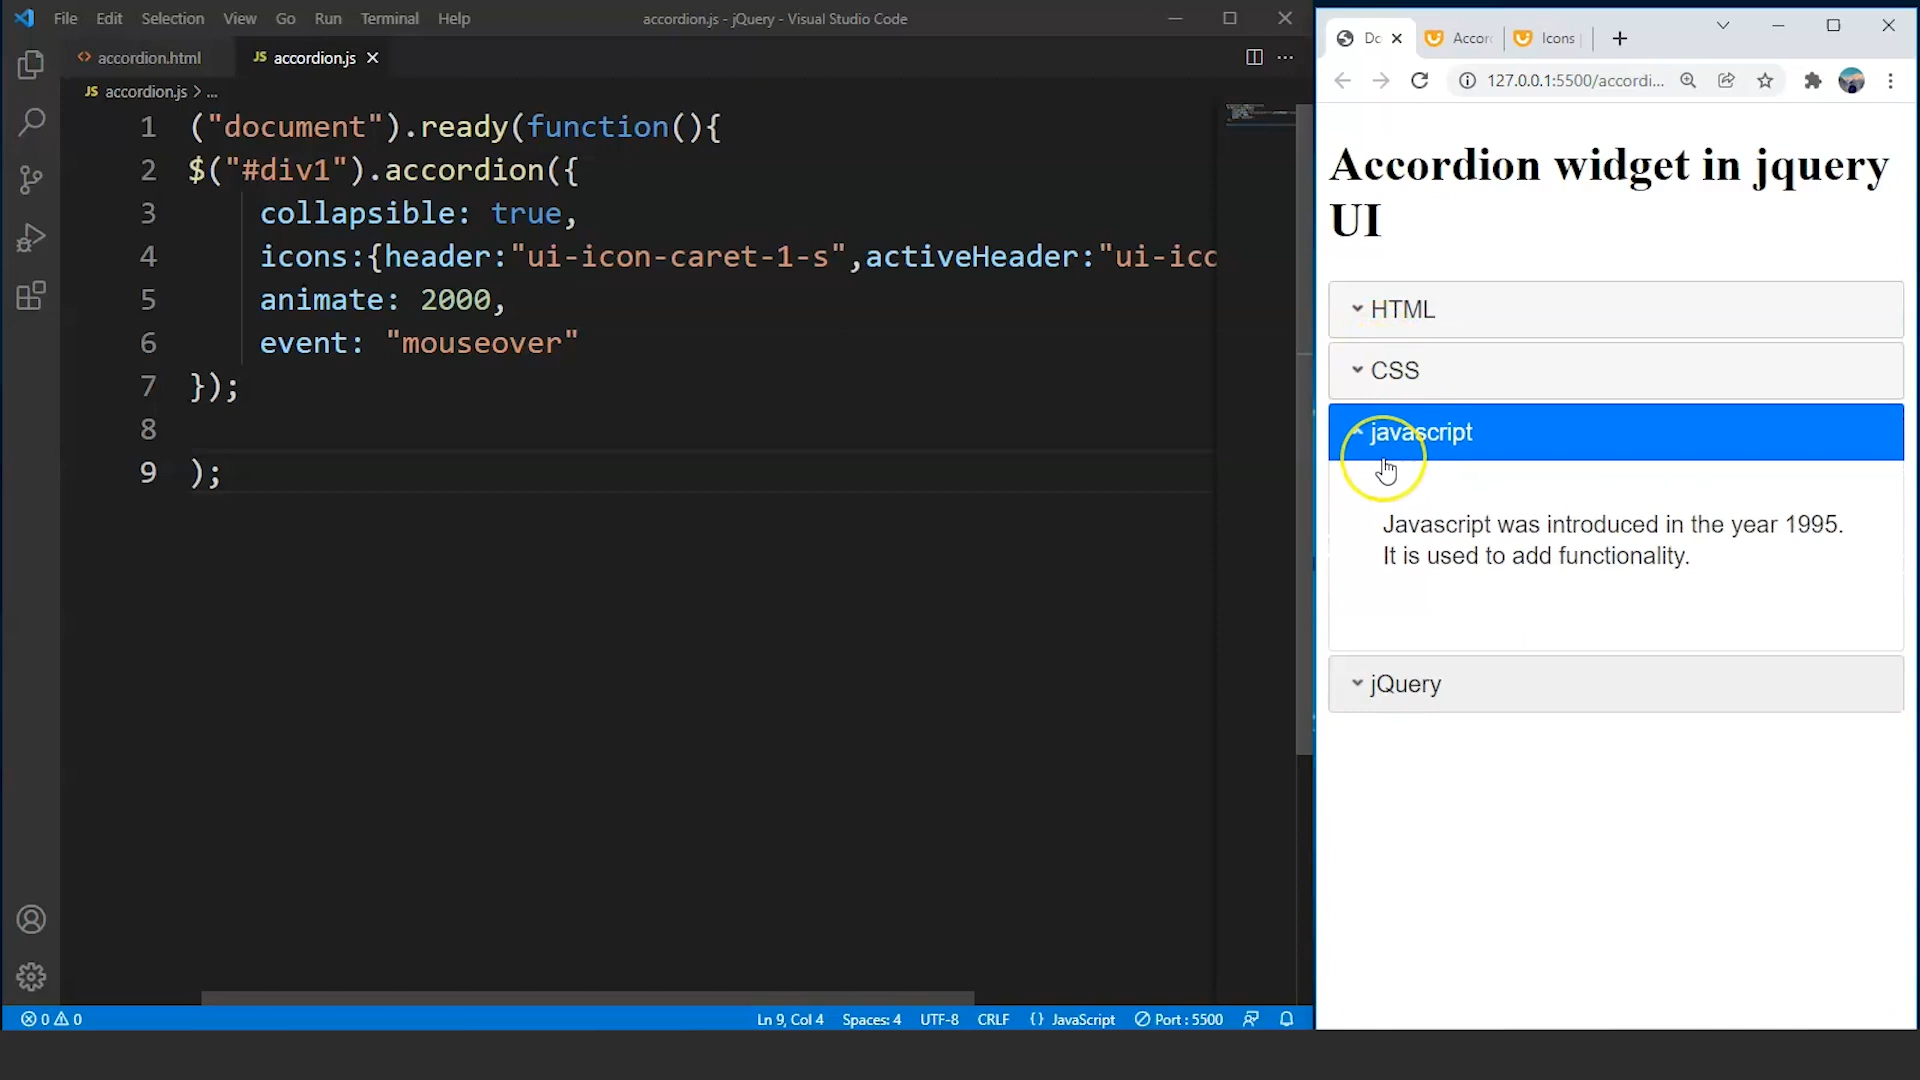 File Edit Selection View Go Run Terminal Help
accordion.js - jQuery - Visual Studio Code
accordion.html
JS accordion.js
JS accordion.js > ...
1 ("document").ready(function(){
2 $("#div1").accordion({
3 collapsible: true,
4 icons:{header:"ui-icon-caret-1-s",activeHeader:"ui-icc
5 animate: 2000,
6 event: "mouseover"
7 });
8
9 );
0 0
Ln 9, Col 4 Spaces: 4 UTF-8 CRLF {} JavaScript Port : 5500
Dc Accor Icons
127.0.0.1:5500/accordi...
Accordion widget in jquery
UI
HTML
CSS
javascript
Javascript was introduced in the year 1995.
It is used to add functionality.
jQuery